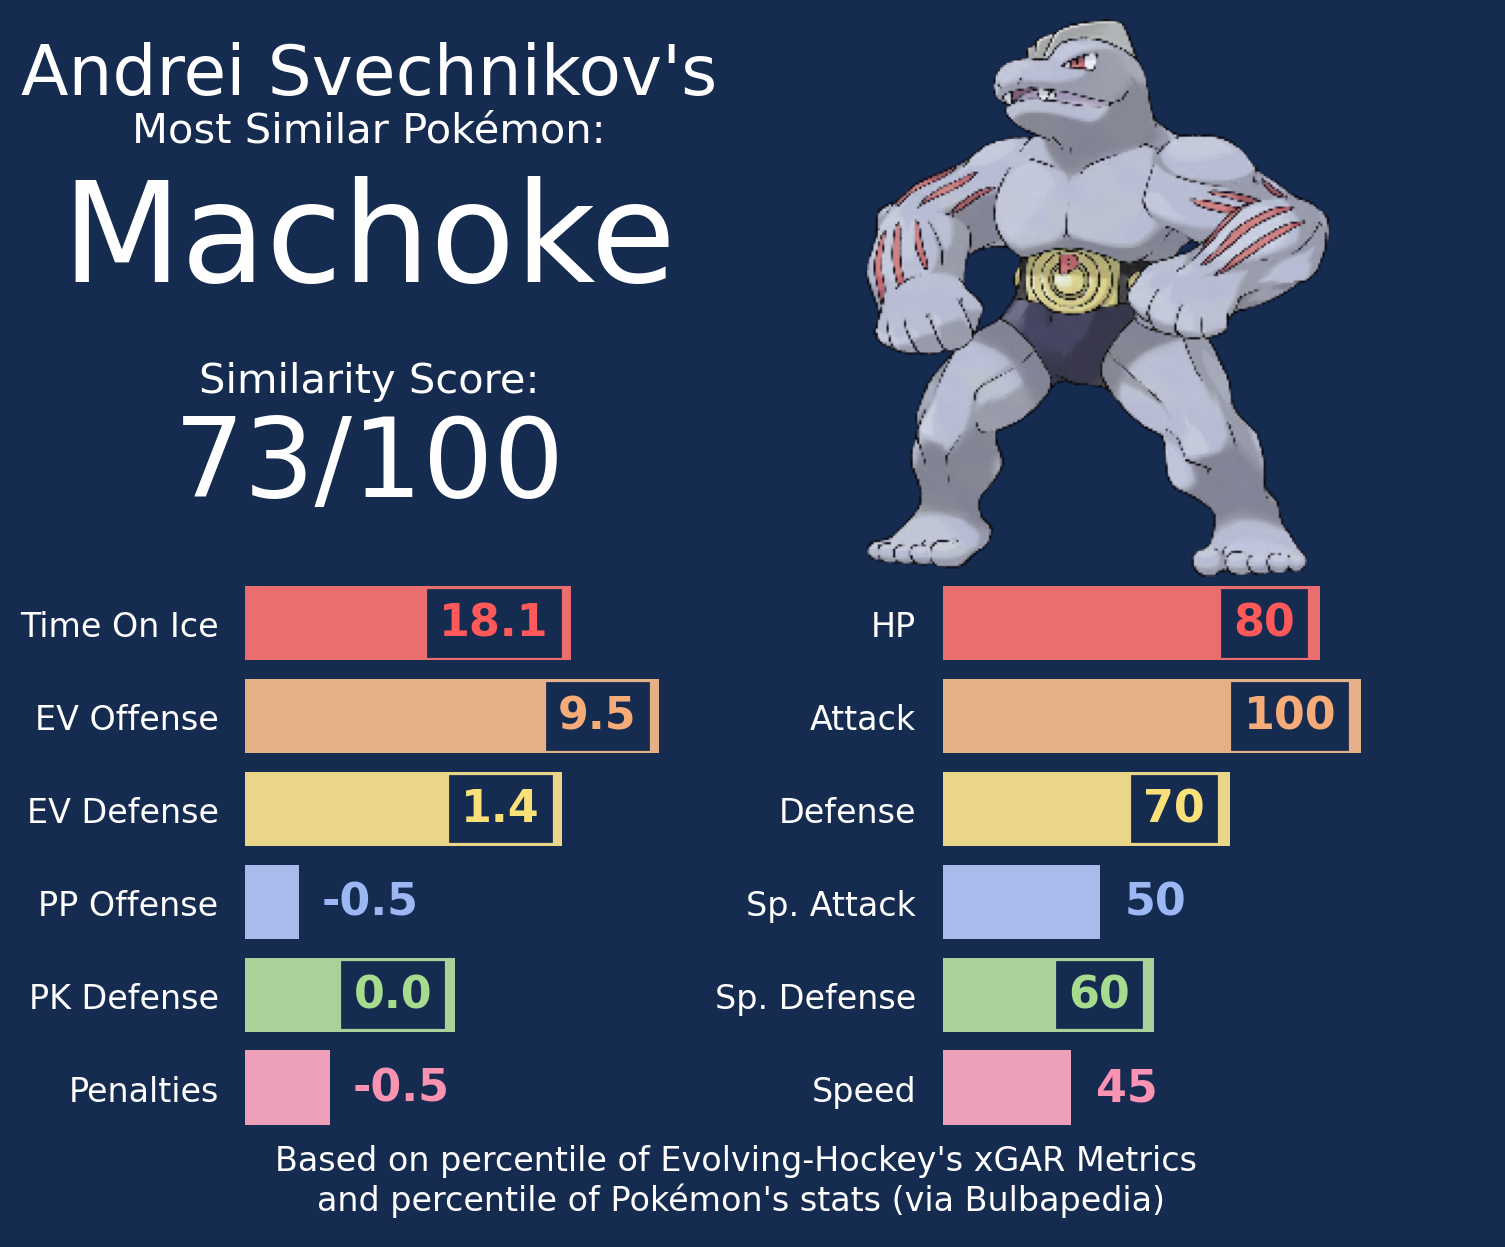 Andrei Svechnikov's
Most Similar Pokémon:
Machoke
Similarity Score:
73/100
P
Time On Ice 18.1
EV Offense 9.5
EV Defense 1.4
PP Offense -0.5
PK Defense 0.0
Penalties -0.5
HP 80
Attack 100
Defense 70
Sp. Attack 50
Sp. Defense 60
Speed 45
Based on percentile of Evolving-Hockey's xGAR Metrics
and percentile of Pokémon's stats (via Bulbapedia)